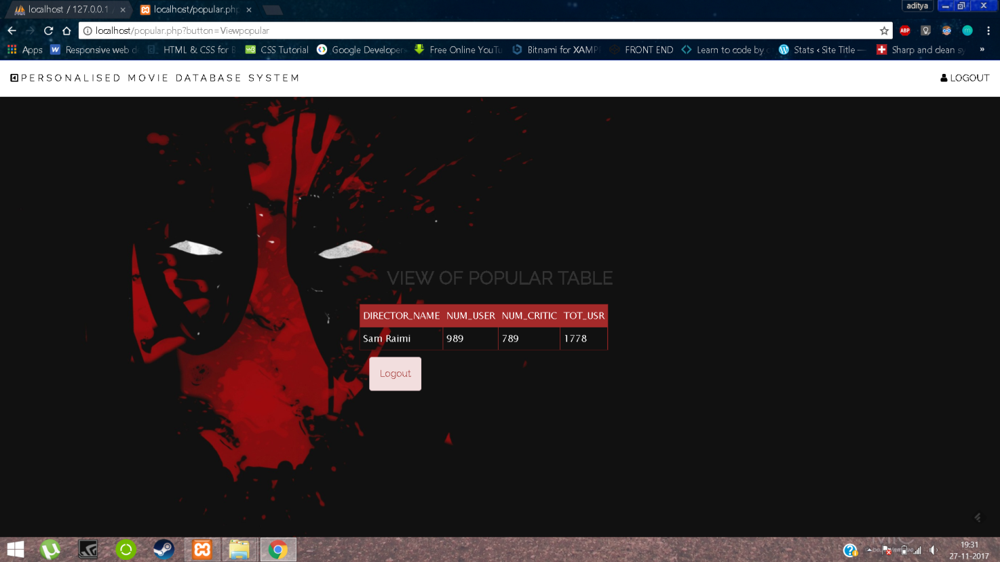 aditya
localhost / 127.0.0.1
localhost/popular.php
localhost/popular.php?button=Viewpopular
Apps Responsive web d HTML & CSS for B CSS Tutorial Google Developer Free Online YouTu Bitnami for XAMP FRONT END Learn to code by Stats ‹ Site Title — Sharp and clean sy »
PERSONALISED MOVIE DATABASE SYSTEM
LOGOUT
VIEW OF POPULAR TABLE
DIRECTOR_NAME NUM_USER NUM_CRITIC TOT_USR
Sam Raimi 989 789 1778
Logout
19:31
27-11-2017